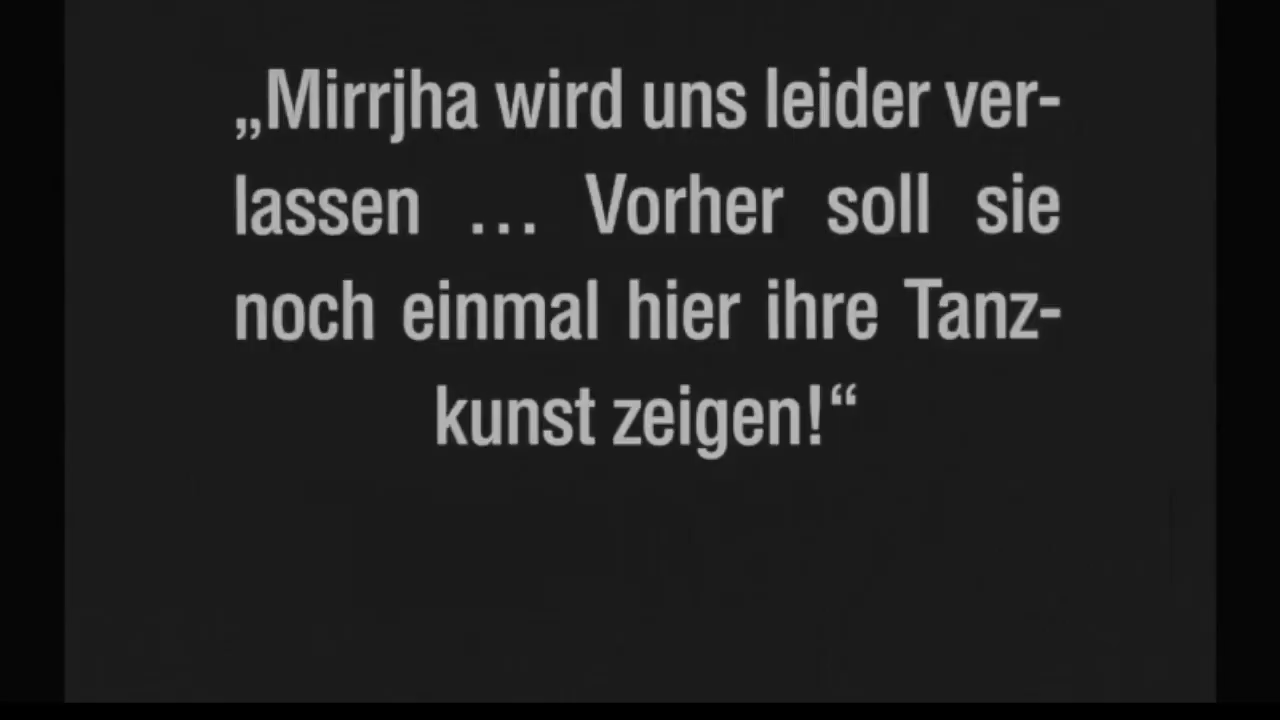 „Mirrjha wird uns leider ver-
lassen ... Vorher soll sie
noch einmal hier ihre Tanz-
kunst zeigen!“